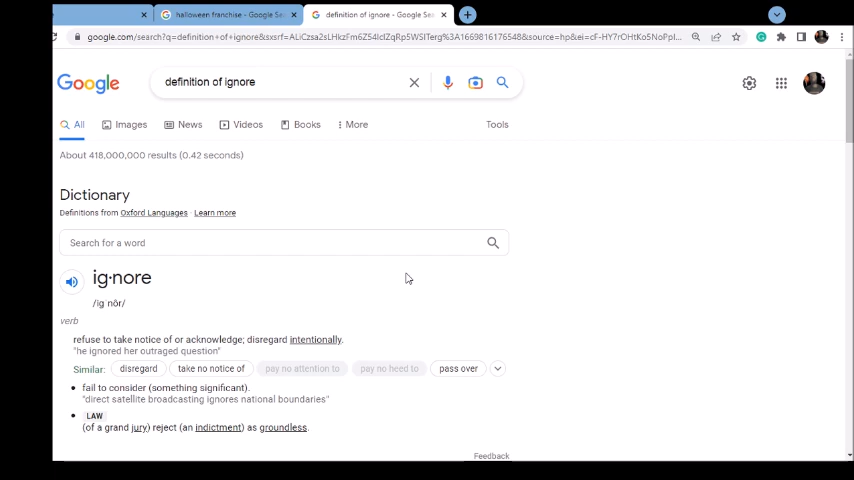 halloween franchise - Google Sea
definition of ignore - Google Sea
google.com/search?q=definition+of+ignore&sxsrf=
Google
definition of ignore
All Images News Videos Books More Tools
About 418,000,000 results (0.42 seconds)
Dictionary
Definitions from Oxford Languages · Learn more
Search for a word
ig·nore
/iɡˈnôr/
verb
refuse to take notice of or acknowledge; disregard intentionally.
"he ignored her outraged question"
Similar: disregard take no notice of pay no attention to pay no heed to pass over
fail to consider (something significant).
"direct satellite broadcasting ignores national boundaries"
LAW
(of a grand jury) reject (an indictment) as groundless.
Feedback